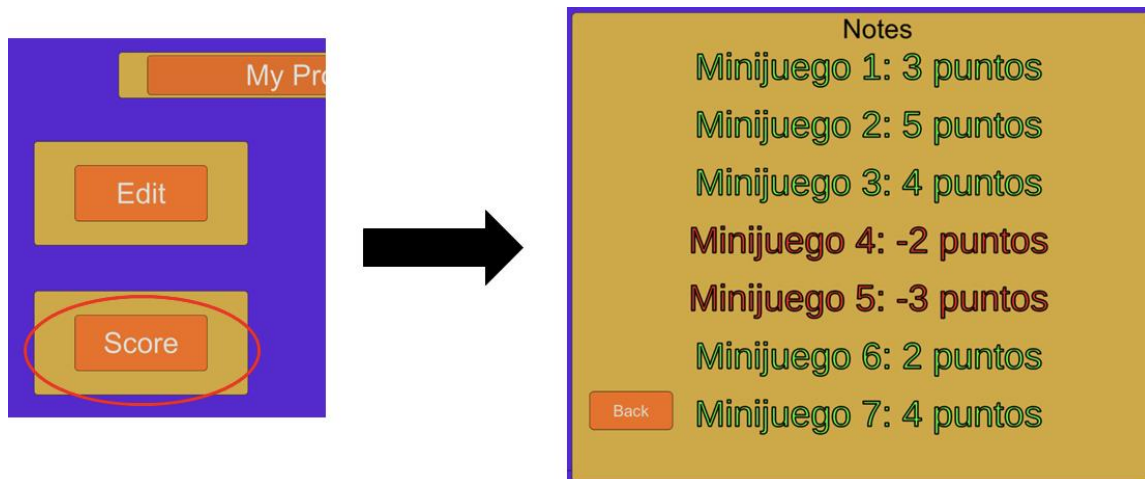 My Pro
Edit
Score
Notes
Minijuego 1: 3 puntos
Minijuego 2: 5 puntos
Minijuego 3: 4 puntos
Minijuego 4: -2 puntos
Minijuego 5: -3 puntos
Minijuego 6: 2 puntos
Back
Minijuego 7: 4 puntos